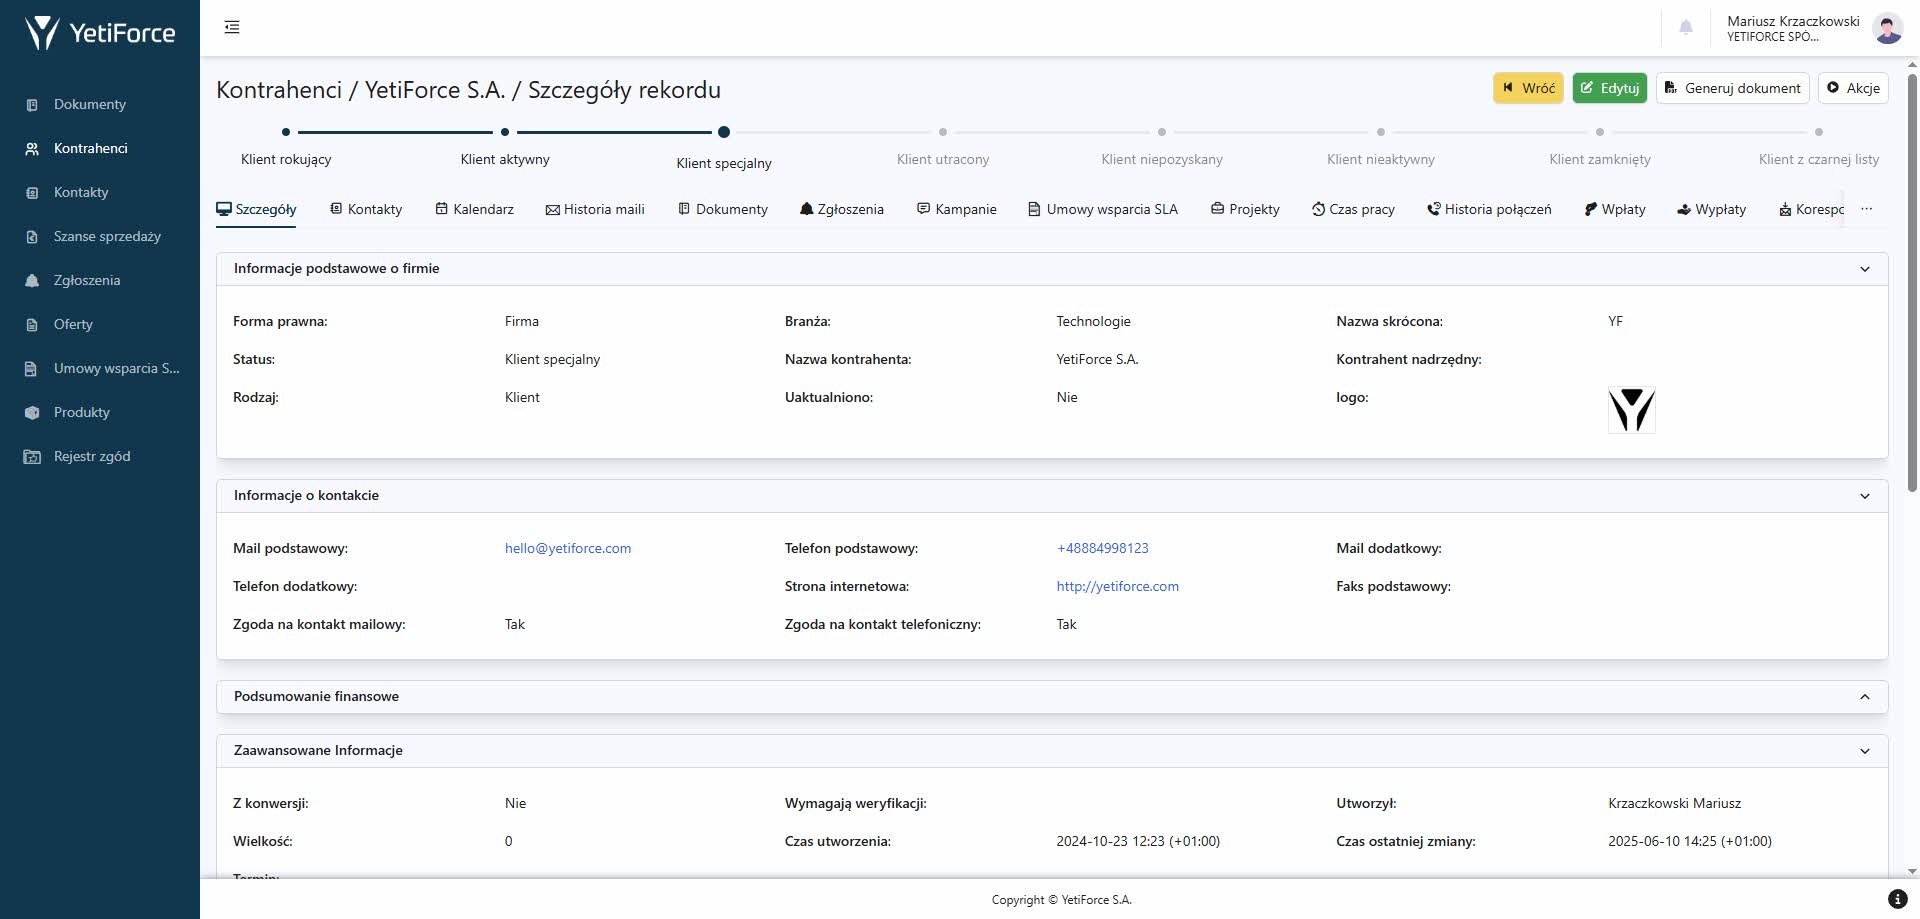 YetiForce
Mariusz Krzaczkowski
YETIFORCE SPÓ...
Dokumenty
Kontrahenci
Kontakty
Szanse sprzedaży
Zgłoszenia
Oferty
Umowy wsparcia S...
Produkty
Rejestr zgód
Kontrahenci / YetiForce S.A. / Szczegóły rekordu
Wróć Edytuj Generuj dokument Akcje
Klient rokujący Klient aktywny Klient specjalny Klient utracony Klient niepozyskany Klient nieaktywny Klient zamknięty Klient z czarnej listy
Szczegóły Kontakty Kalendarz Historia maili Dokumenty Zgłoszenia Kampanie Umowy wsparcia SLA Projekty Czas pracy Historia połączeń Wpłaty Wypłaty Korespo ...
Informacje podstawowe o firmie
Forma prawna: Firma Branża: Technologie Nazwa skrócona: YF
Status: Klient specjalny Nazwa kontrahenta: YetiForce S.A. Kontrahent nadrzędny:
Rodzaj: Klient Uaktualniono: Nie logo:
Informacje o kontakcie
Mail podstawowy: hello@yetiforce.com Telefon podstawowy: +48884998123 Mail dodatkowy:
Telefon dodatkowy: Strona internetowa: http://yetiforce.com Faks podstawowy:
Zgoda na kontakt mailowy: Tak Zgoda na kontakt telefoniczny: Tak
Podsumowanie finansowe
Zaawansowane Informacje
Z konwersji: Nie Wymagają weryfikacji: Utworzył: Krzaczkowski Mariusz
Wielkość: 0 Czas utworzenia: 2024-10-23 12:23 (+01:00) Czas ostatniej zmiany: 2025-06-10 14:25 (+01:00)
Termin:
Copyright © YetiForce S.A.